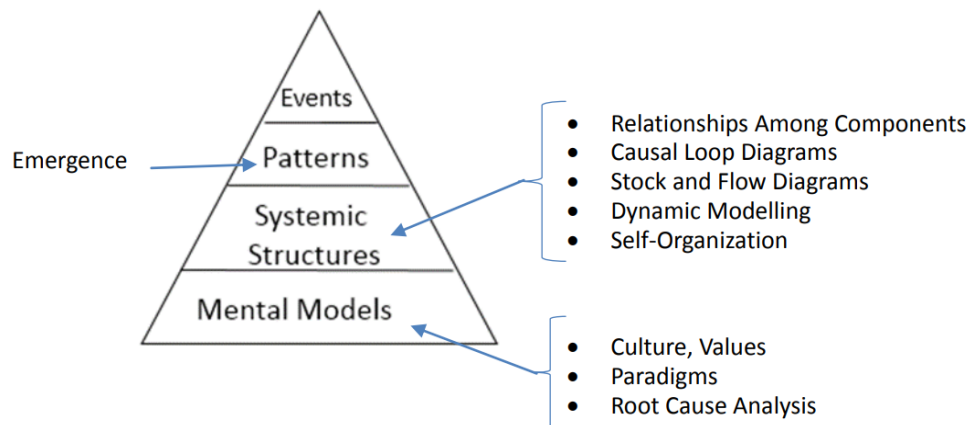 Events
Emergence
Patterns
Systemic
Structures
Mental Models
• Relationships Among Components
• Causal Loop Diagrams
• Stock and Flow Diagrams
• Dynamic Modelling
• Self-Organization
• Culture, Values
• Paradigms
• Root Cause Analysis